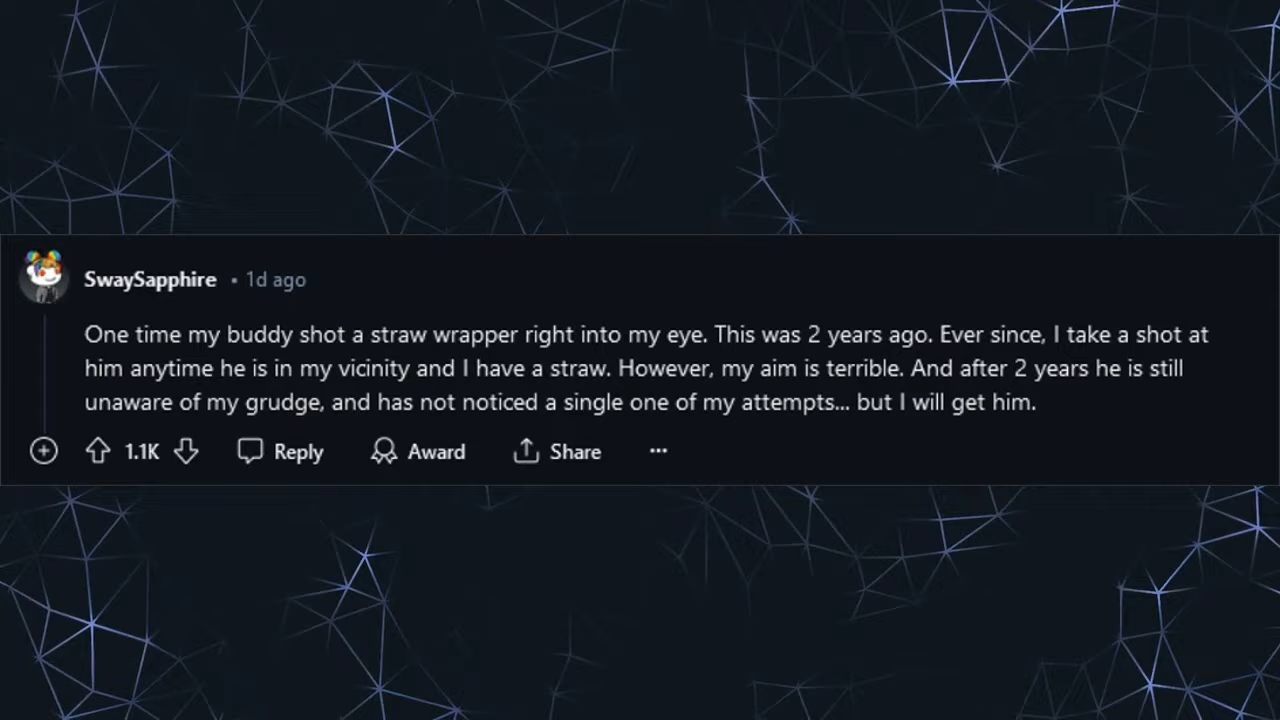 SwaySapphire • 1d ago
One time my buddy shot a straw wrapper right into my eye. This was 2 years ago. Ever since, I take a shot at
him anytime he is in my vicinity and I have a straw. However, my aim is terrible. And after 2 years he is still
unaware of my grudge, and has not noticed a single one of my attempts... but I will get him.
1.1K Reply Award Share ...